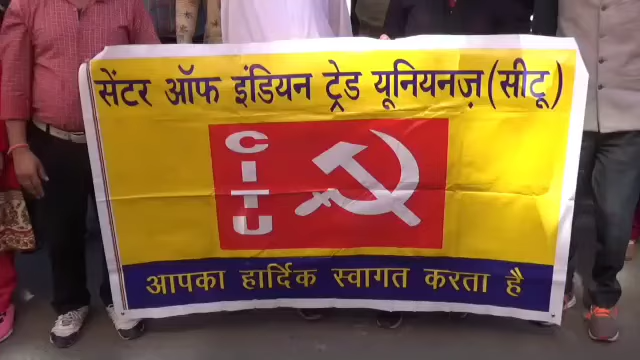 सेंटर ऑफ इंडियन ट्रेड यूनियनज़ (सीटू)
CITU
आपका हार्दिक स्वागत करता है